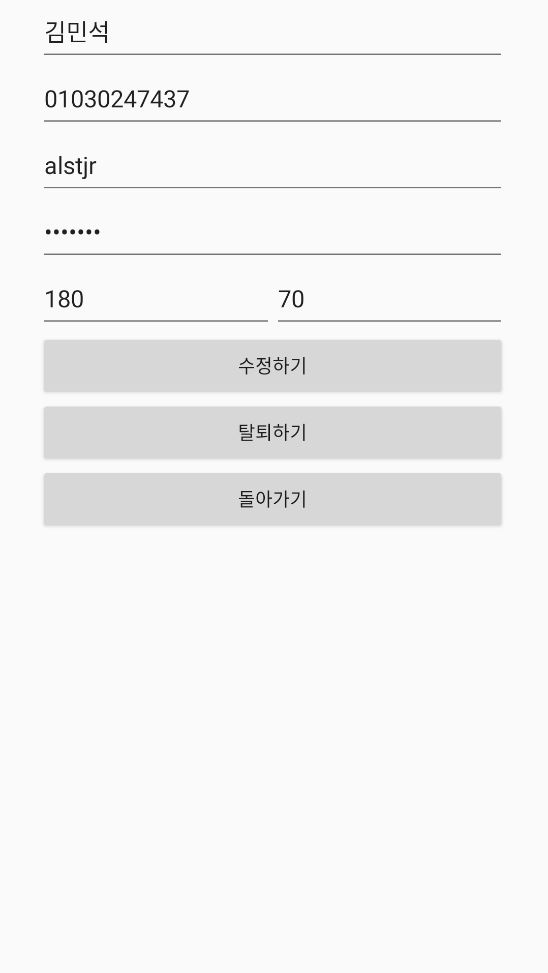 김민석
01030247437
alstjr
•••••••
180 70
수정하기
탈퇴하기
돌아가기